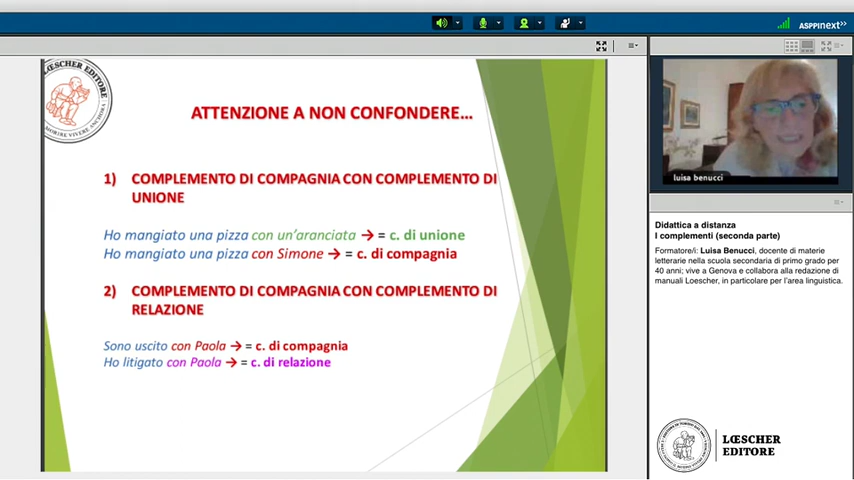 ASPPInext>>
LŒSCHER EDITORE
ATTENZIONE A NON CONFONDERE...
1) COMPLEMENTO DI COMPAGNIA CON COMPLEMENTO DI
UNIONE
Ho mangiato una pizza con un'aranciata → = c. di unione
Ho mangiato una pizza con Simone → = c. di compagnia
2) COMPLEMENTO DI COMPAGNIA CON COMPLEMENTO DI
RELAZIONE
Sono uscito con Paola → = c. di compagnia
Ho litigato con Paola → = c. di relazione
luisa benucci
Didattica a distanza
I complementi (seconda parte)
Formatore/i: Luisa Benucci, docente di materie
letterarie nella scuola secondaria di primo grado per
40 anni; vive a Genova e collabora alla redazione di
manuali Loescher, in particolare per l'area linguistica.
LŒSCHER
EDITORE